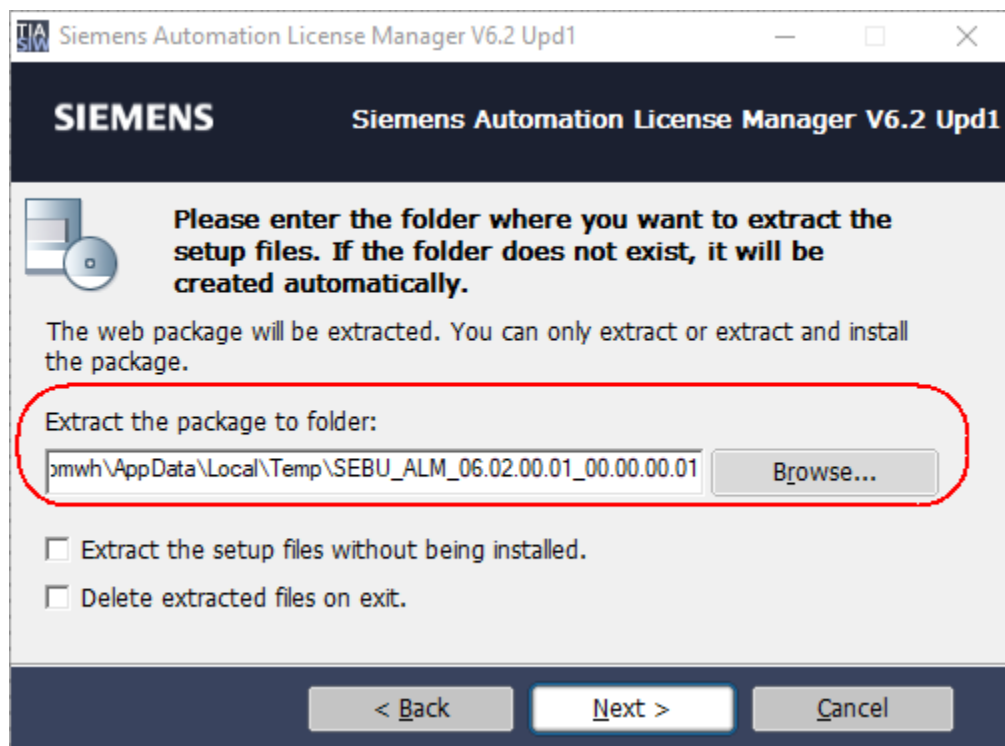 Siemens Automation License Manager V6.2 Upd1
SIEMENS
Siemens Automation License Manager V6.2 Upd1
Please enter the folder where you want to extract the
setup files. If the folder does not exist, it will be
created automatically.
The web package will be extracted. You can only extract or extract and install
the package.
Extract the package to folder:
omwh\AppData\Local\Temp\SEBU_ALM_06.02.00.01_00.00.00.01
Browse...
Extract the setup files without being installed.
Delete extracted files on exit.
< Back
Next >
Cancel